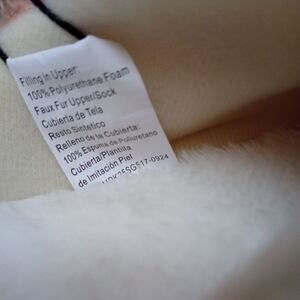 Filling in Upper:
100% Polyurethane Foam
Faux Fur Upper/Sock
Cubierta de Tela
Resto Sintetico
Relleno de la Cubierta:
100% Espuma de Poliuretano
Cubierta/Plantilla
de Imitación Piel